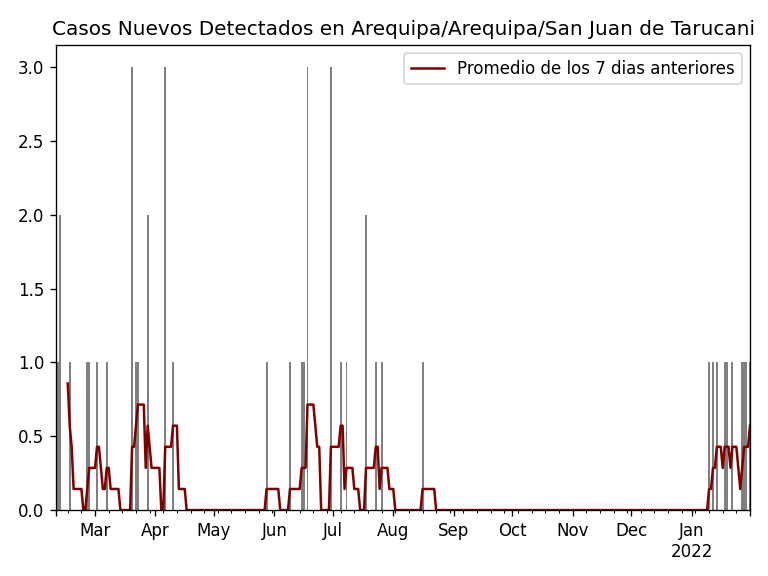 Casos Nuevos Detectados en Arequipa/Arequipa/San Juan de Tarucani
Promedio de los 7 dias anteriores
3.0
2.5
2.0
1.5
1.0
0.5
0.0
Mar Apr May Jun Jul Aug Sep Oct Nov Dec Jan
2022